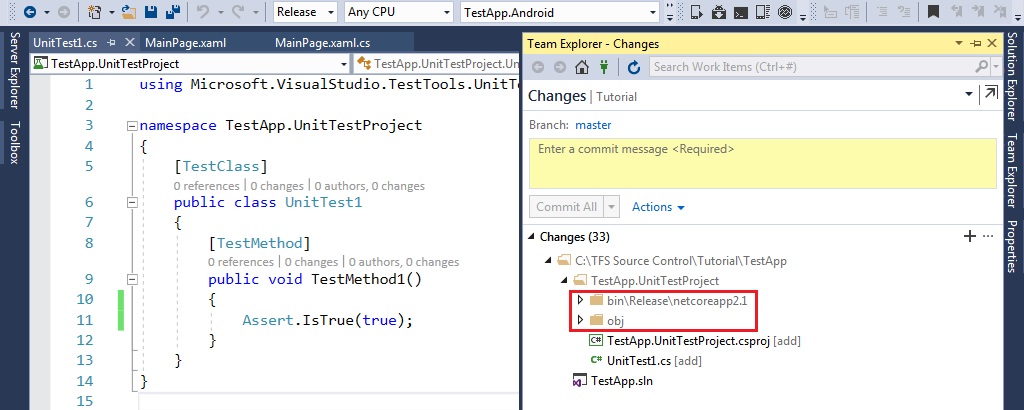 Release
Any CPU
TestApp.Android
Server Explorer
Toolbox
UnitTest1.cs
MainPage.xaml
MainPage.xaml.cs
TestApp.UnitTestProject
TestApp.UnitTestProject.Un
1 using Microsoft.VisualStudio.TestTools.UnitT
2
3 namespace TestApp.UnitTestProject
4 {
5 [TestClass]
0 references | 0 changes | 0 authors, 0 changes
6 public class UnitTest1
7 {
8 [TestMethod]
0 references | 0 changes | 0 authors, 0 changes
9 public void TestMethod1()
10 {
11 Assert.IsTrue(true);
12 }
13 }
14 }
15
Team Explorer - Changes
Search Work Items (Ctrl+#)
Changes | Tutorial
Branch: master
Enter a commit message <Required>
Commit All
Actions
Changes (33)
C:\TFS Source Control\Tutorial\TestApp
TestApp.UnitTestProject
bin\Release\netcoreapp2.1
obj
C# TestApp.UnitTestProject.csproj [add]
C# UnitTest1.cs [add]
TestApp.sln
Solution Explorer
Team Explorer
Properties